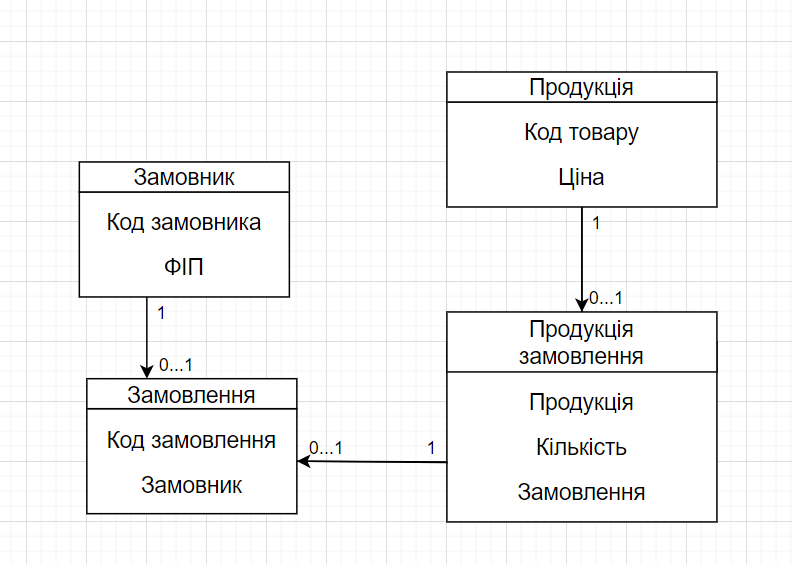 Продукція
Код товару
Ціна
1
Замовник
Код замовника
ФІП
1
0...1
Замовлення
Код замовлення
Замовник
0...1
Продукція
замовлення
Продукція
Кількість
Замовлення
0...1
1